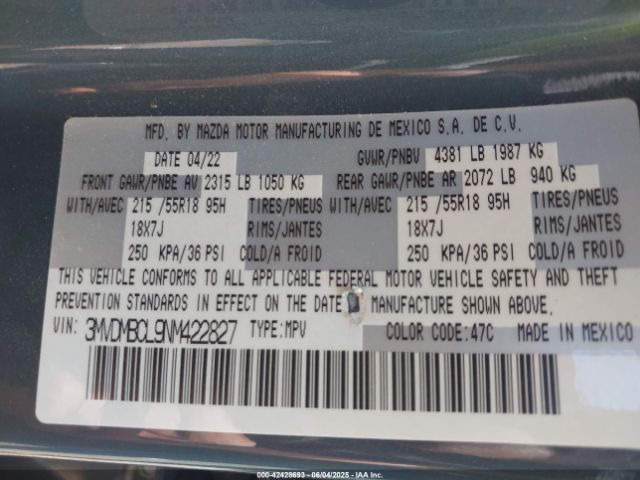 MFD. BY MAZDA MOTOR MANUFACTURING DE MEXICO S.A. DE C.V.
DATE 04/22 GVWR/PNBV 4381 LB 1987 KG
FRONT GAWR/PNBE AV 2315 LB 1050 KG REAR GAWR/PNBE AR 2072 LB 940 KG
WITH/AVEC 215 /55R18 95H TIRES/PNEUS WITH/AVEC 215 /55R18 95H TIRES/PNEUS
18X7J RIMS/JANTES 18X7J RIMS/JANTES
250 KPA/36 PSI COLD/A FROID 250 KPA/36 PSI COLD/A FROID
THIS VEHICLE CONFORMS TO ALL APPLICABLE FEDERAL MOTOR VEHICLE SAFETY AND THEFT
PREVENTION STANDARDS IN EFFECT ON THE DATE MANUFACTURE SHOWN ABOVE.
VIN: 3MVDMBCL9NM422827 TYPE:MPV COLOR CODE:47C MADE IN MEXICO
000-42428693 - 06/04/2025 - IAA Inc.